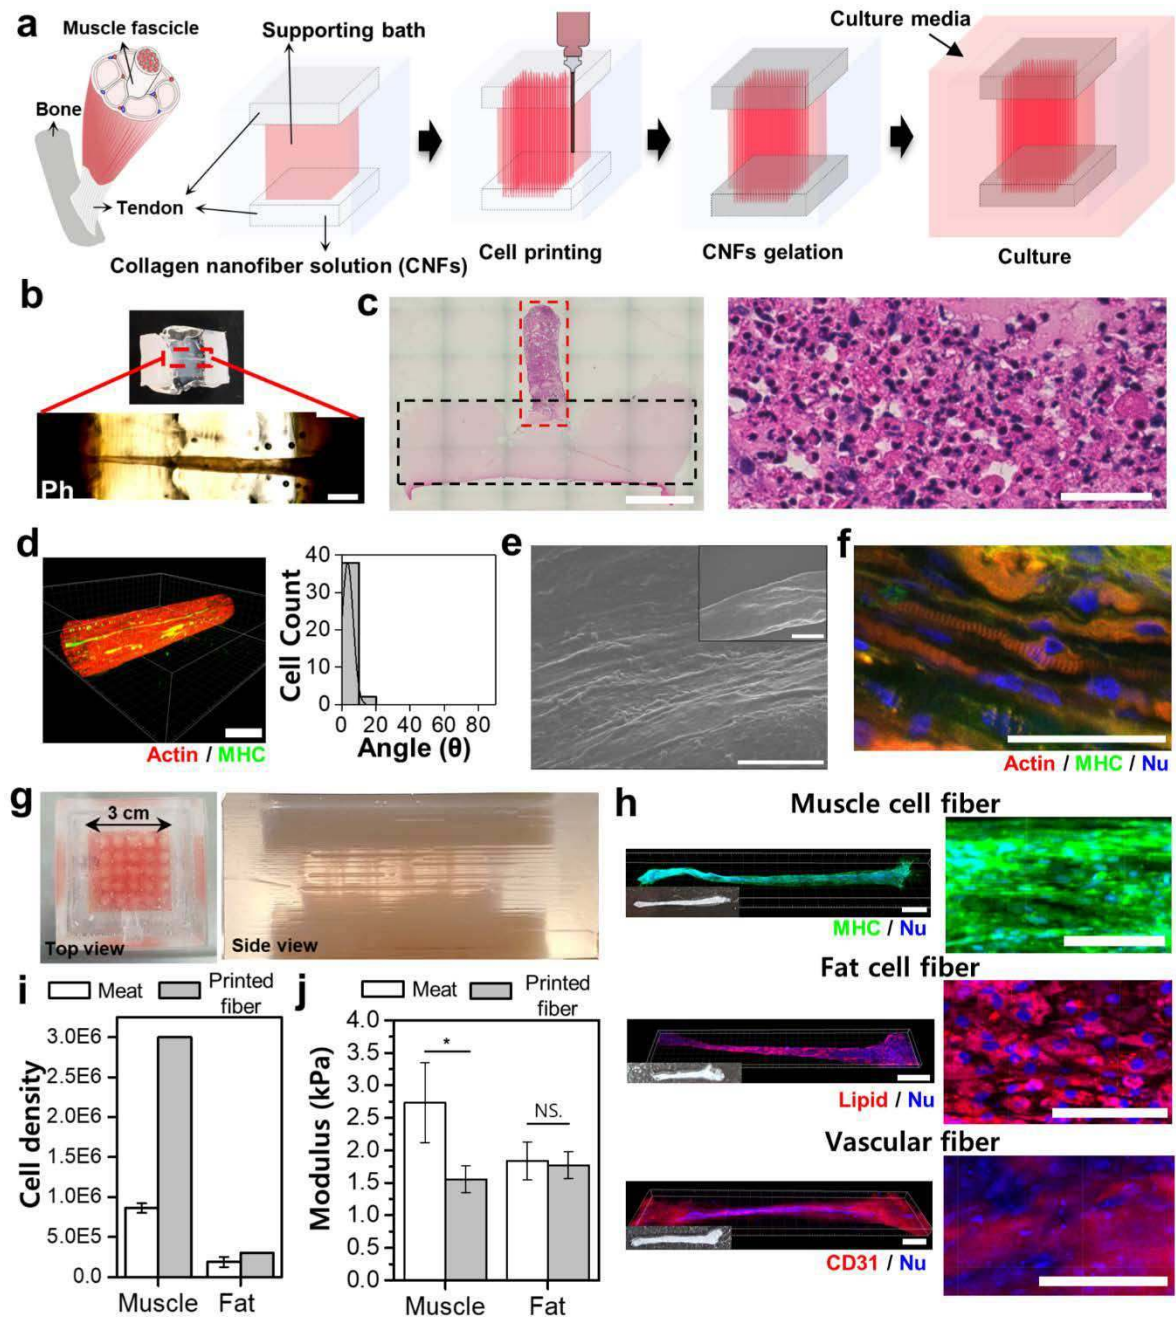 a
Muscle fascicle
Supporting bath
Culture media
Bone
Tendon
Collagen nanofiber solution (CNFs)
Cell printing
CNFs gelation
Culture
b
Ph
c
d
Actin / MHC
Cell Count
40
30
20
10
0
0 20 40 60 80
Angle (θ)
e
f
Actin / MHC / Nu
g
3 cm
Top view
Side view
h
Muscle cell fiber
MHC / Nu
Fat cell fiber
Lipid / Nu
Vascular fiber
CD31 / Nu
i
Meat
Printed
fiber
Cell density
3.0E6
2.5E6
2.0E6
1.5E6
1.0E6
5.0E5
0.0
Muscle Fat
j
Meat
Printed
fiber
Modulus (kPa)
4.0
3.5
3.0
2.5
2.0
1.5
1.0
0.5
0.0
*
NS.
Muscle Fat